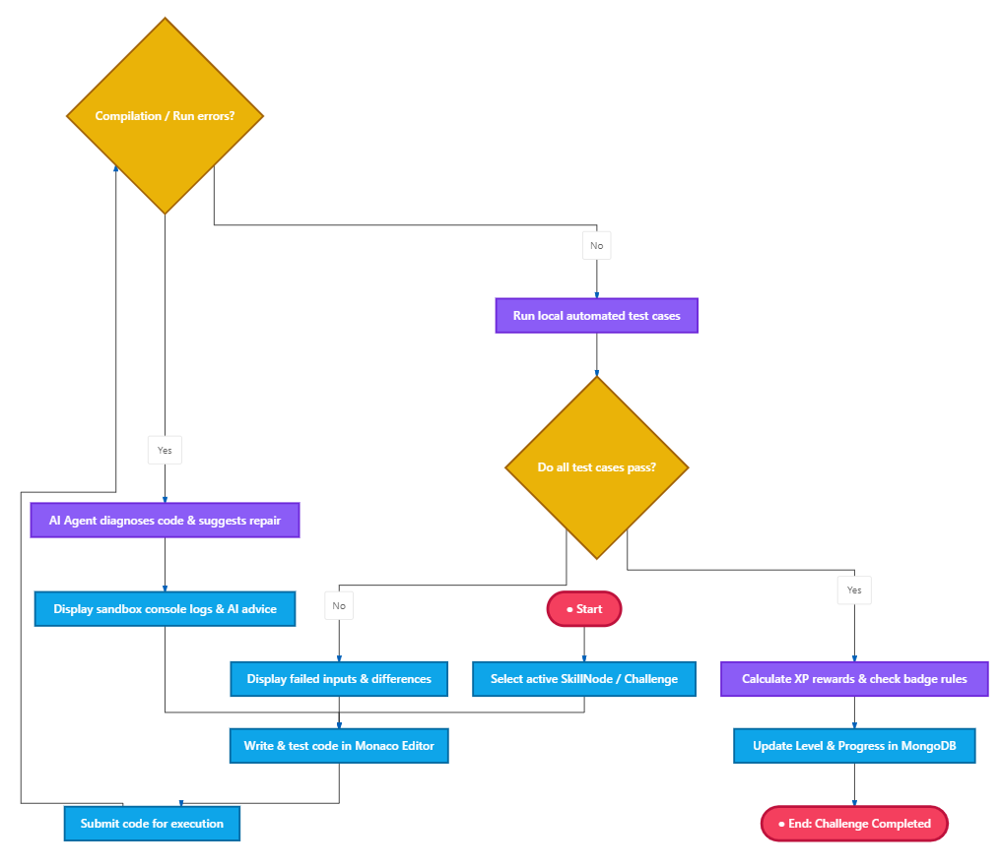 Compilation / Run errors?
No
Run local automated test cases
Yes
Do all test cases pass?
AI Agent diagnoses code & suggests repair
Display sandbox console logs & AI advice
No
● Start
Yes
Display failed inputs & differences
Select active SkillNode / Challenge
Calculate XP rewards & check badge rules
Write & test code in Monaco Editor
Update Level & Progress in MongoDB
Submit code for execution
● End: Challenge Completed